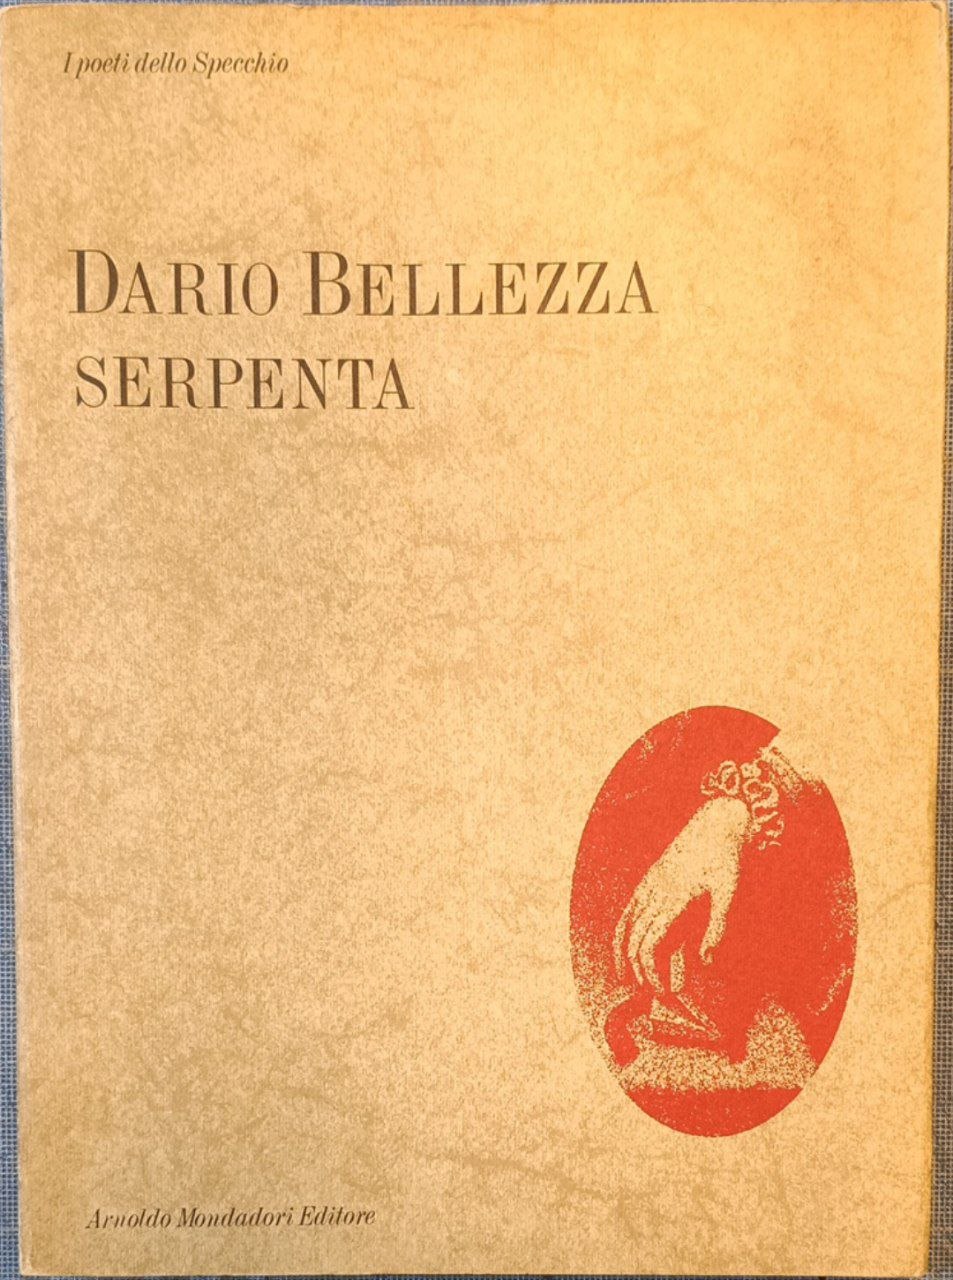 I poeti dello Specchio
DARIO BELLEZZA
SERPENTA
Arnoldo Mondadori Editore